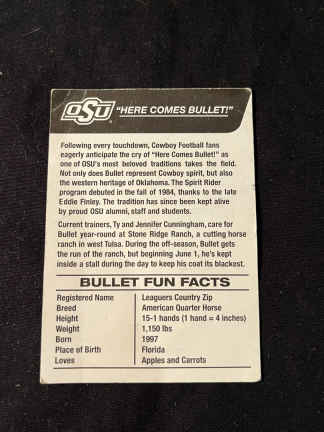 OSU "HERE COMES BULLET!"
Following every touchdown, Cowboy Football fans
eagerly anticipate the cry of "Here Comes Bullet!" as
one of OSU's most beloved traditions takes the field.
Not only does Bullet represent Cowboy spirit, but also
the western heritage of Oklahoma. The Spirit Rider
program debuted in the fall of 1984, thanks to the late
Eddie Finley. The tradition has since been kept alive
by proud OSU alumni, staff and students.
Current trainers, Ty and Jennifer Cunningham, care for
Bullet year-round at Stone Ridge Ranch, a cutting horse
ranch in west Tulsa. During the off-season, Bullet gets
the run of the ranch, but beginning June 1, he's kept
inside a stall during the day to keep his coat its blackest.
BULLET FUN FACTS
Registered Name Leaguers Country Zip
Breed American Quarter Horse
Height 15-1 hands (1 hand = 4 inches)
Weight 1,150 lbs
Born 1997
Place of Birth Florida
Loves Apples and Carrots